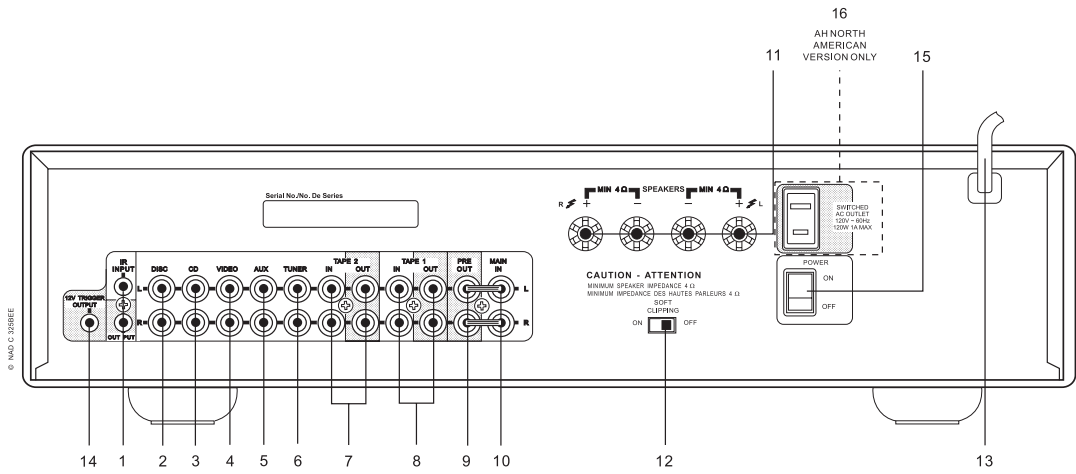 16
AH NORTH
AMERICAN
VERSION ONLY
11
15
Serial No./No. De Series
MIN 4Ω SPEAKERS MIN 4Ω
R + − − + L
SWITCHED
AC OUTLET
120V ~ 60Hz
120W 1A MAX
POWER
ON
OFF
CAUTION - ATTENTION
MINIMUM SPEAKER IMPEDANCE 4 Ω
MINIMUM IMPEDANCE DES HAUTES PARLEURS 4 Ω
SOFT
CLIPPING
ON OFF
IR
INPUT
OUT PUT
12V TRIGGER
OUTPUT
DISC CD VIDEO AUX TUNER
TAPE 2
IN OUT
TAPE 1
IN OUT
PRE
OUT
MAIN
IN
L L
R R
© NAD C 325BEE
14 1 2 3 4 5 6 7 8 9 10 12 13